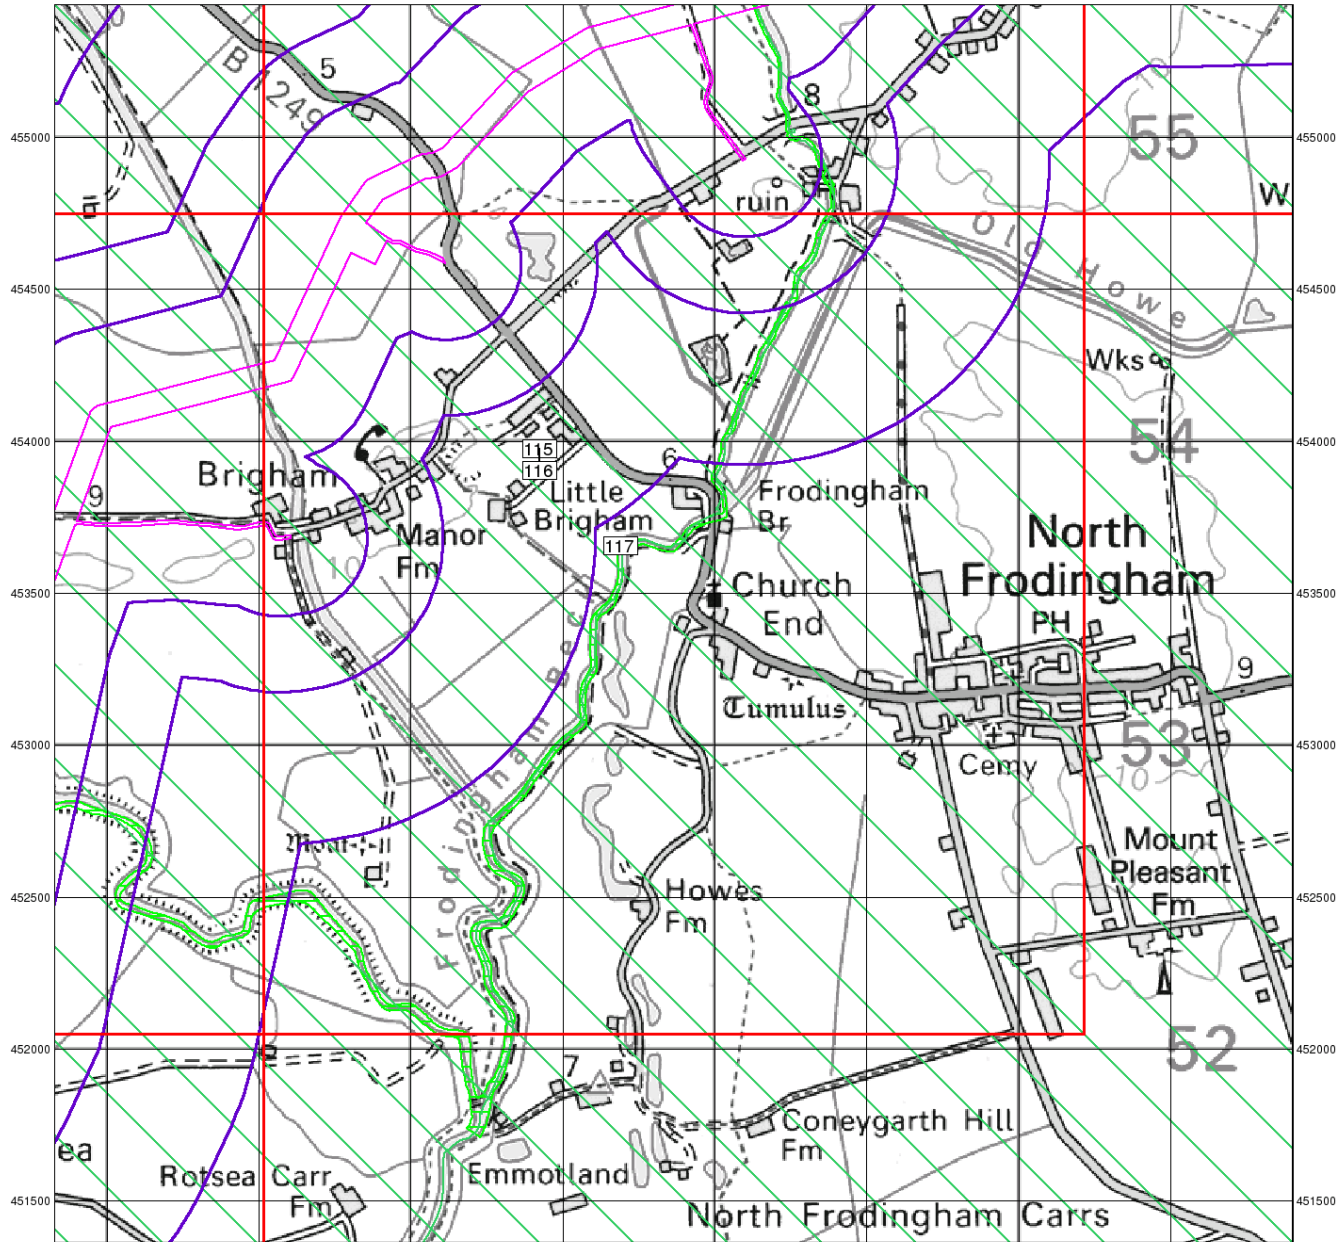 5
B 1249
8
10
55
455000
455000
ruin
W
Old Howe
454500
454500
Wks
454000
454000
54
115
116
6
Brigham
9
Little
Brigham
Frodingham
Br
Manor
Fm
117
North
Frodingham
10
PH
453500
453500
Church
End
9
Tumulus
453000
453000
53
Cemy
10
Frodingham Beck
Moat
Mount
Pleasant
Fm
452500
452500
Howes
Fm
452000
452000
52
7
Coneygarth Hill
Fm
ea
Rotsea Carr
Fm
Emmotland
451500
451500
North Frodingham Carrs